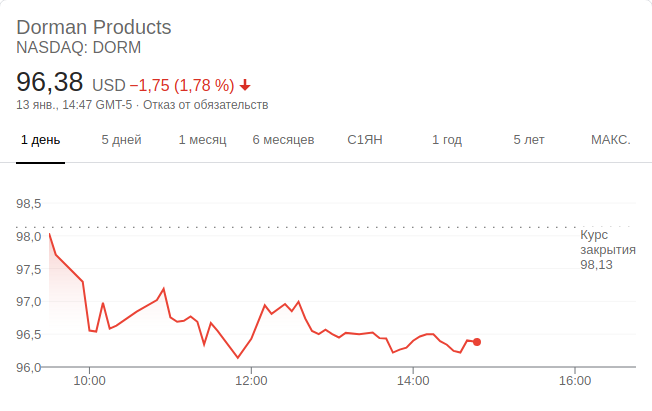 Dorman Products
NASDAQ: DORM
96,38 USD −1,75 (1,78 %)
13 янв., 14:47 GMT-5 · Отказ от обязательств
1 день 5 дней 1 месяц 6 месяцев С1ЯН 1 год 5 лет МАКС.
98,5
98,0
97,5
97,0
96,5
96,0
Курс
закрытия
98,13
10:00 12:00 14:00 16:00